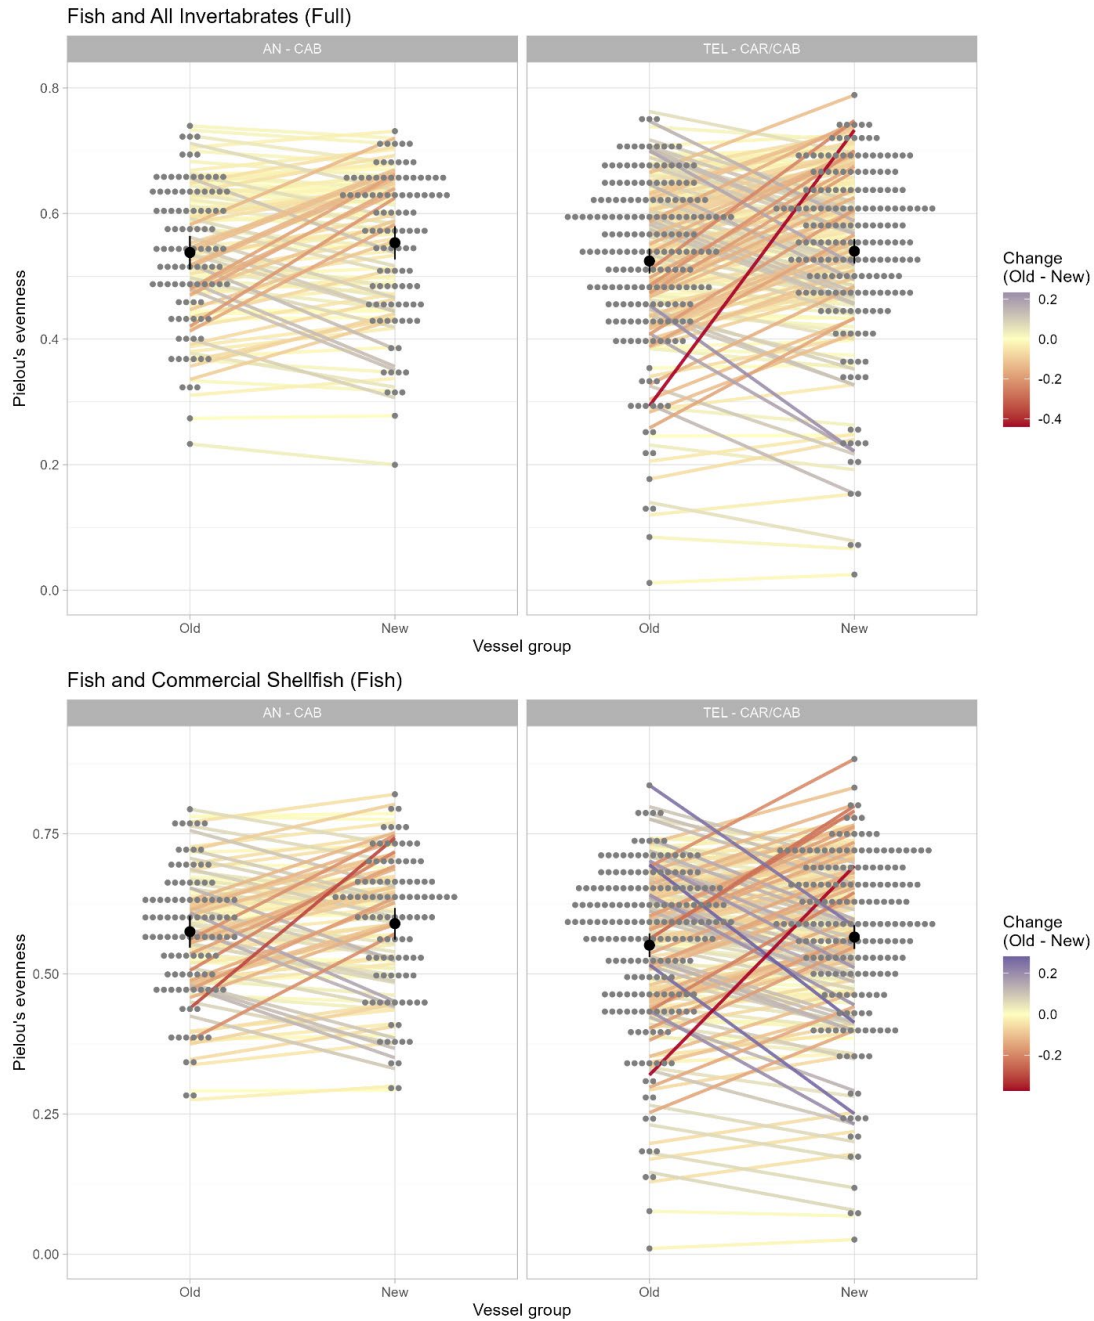 Fish and All Invertabrates (Full)
AN - CAB
TEL - CAR/CAB
0.8
0.6
0.4
0.2
0.0
Pielou's evenness
Old
New
Old
New
Vessel group
Change
(Old - New)
0.2
0.0
-0.2
-0.4
Fish and Commercial Shellfish (Fish)
AN - CAB
TEL - CAR/CAB
0.75
0.50
0.25
0.00
Pielou's evenness
Old
New
Old
New
Vessel group
Change
(Old - New)
0.2
0.0
-0.2